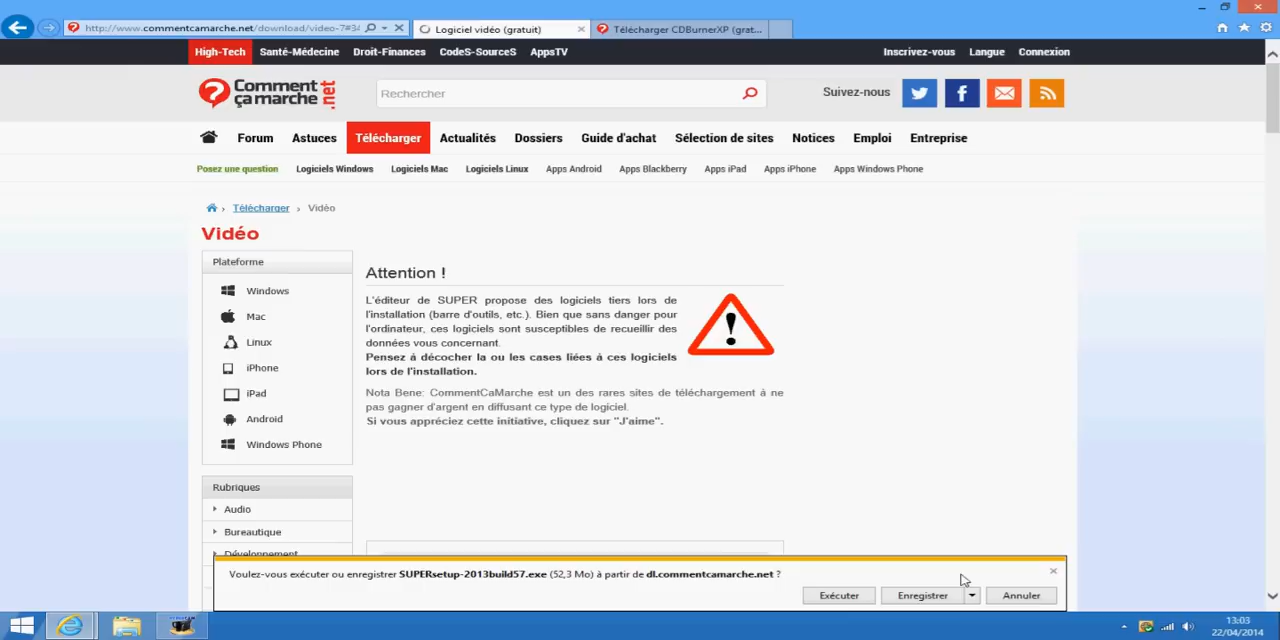 http://www.commentcamarche.net/download/video-7#34
Logiciel vidéo (gratuit)
Télécharger CDBurnerXP (grat...
High-Tech Santé-Médecine Droit-Finances CodeS-SourceS AppsTV Inscrivez-vous Langue Connexion
Comment ça marche .net
Rechercher
Suivez-nous
Forum Astuces Télécharger Actualités Dossiers Guide d'achat Sélection de sites Notices Emploi Entreprise
Posez une question Logiciels Windows Logiciels Mac Logiciels Linux Apps Android Apps Blackberry Apps iPad Apps iPhone Apps Windows Phone
› Télécharger › Vidéo
Vidéo
Plateforme
Windows
Mac
Linux
iPhone
iPad
Android
Windows Phone
Rubriques
Audio
Bureautique
Développement
Attention !
L'éditeur de SUPER propose des logiciels tiers lors de
l'installation (barre d'outils, etc.). Bien que sans danger pour
l'ordinateur, ces logiciels sont susceptibles de recueillir des
données vous concernant.
Pensez à décocher la ou les cases liées à ces logiciels
lors de l'installation.
Nota Bene: CommentCaMarche est un des rares sites de téléchargement à ne
pas gagner d'argent en diffusant ce type de logiciel.
Si vous appréciez cette initiative, cliquez sur "J'aime".
Voulez-vous exécuter ou enregistrer SUPERsetup-2013build57.exe (52,3 Mo) à partir de dl.commentcamarche.net ?
Exécuter Enregistrer Annuler
13:03
22/04/2014